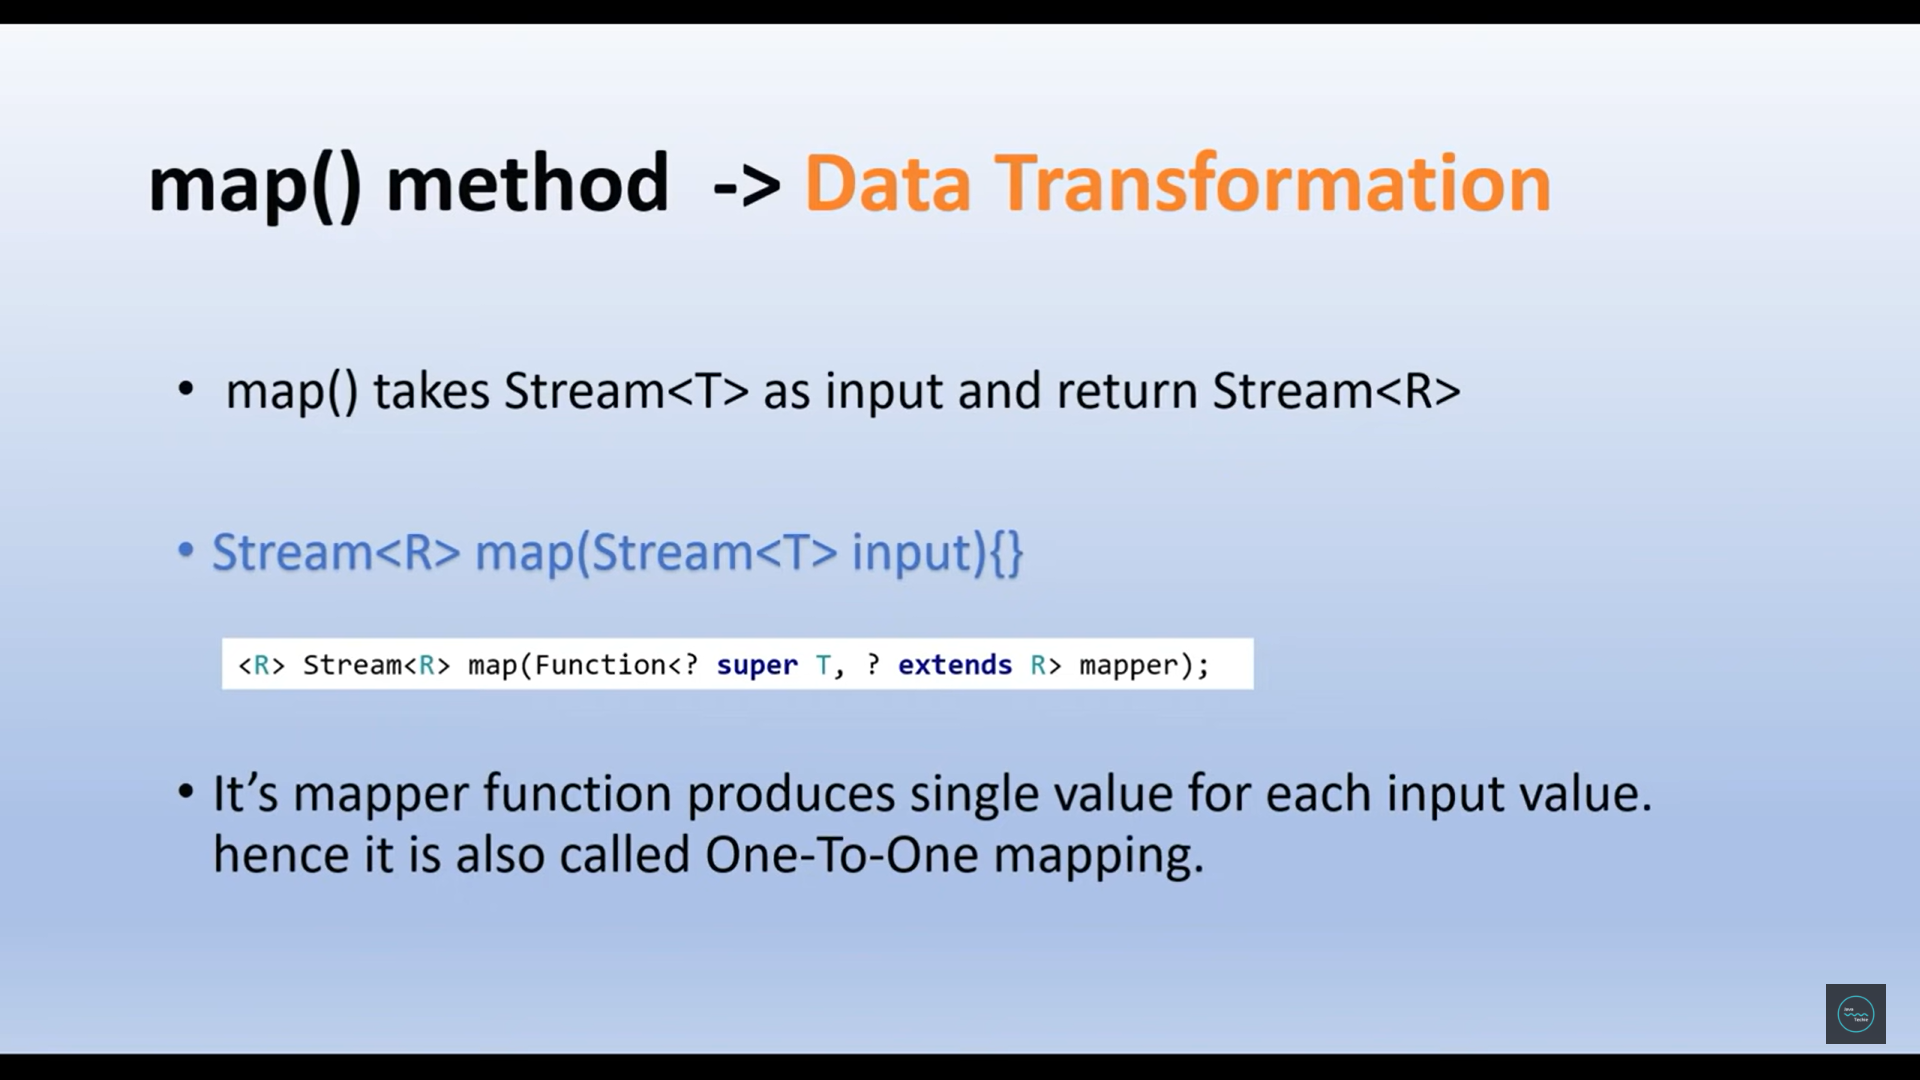 map() method -> Data Transformation
• map() takes Stream<T> as input and return Stream<R>
• Stream<R> map(Stream<T> input){}
<R> Stream<R> map(Function<? super T, ? extends R> mapper);
• It’s mapper function produces single value for each input value.
hence it is also called One-To-One mapping.
Java
Techie